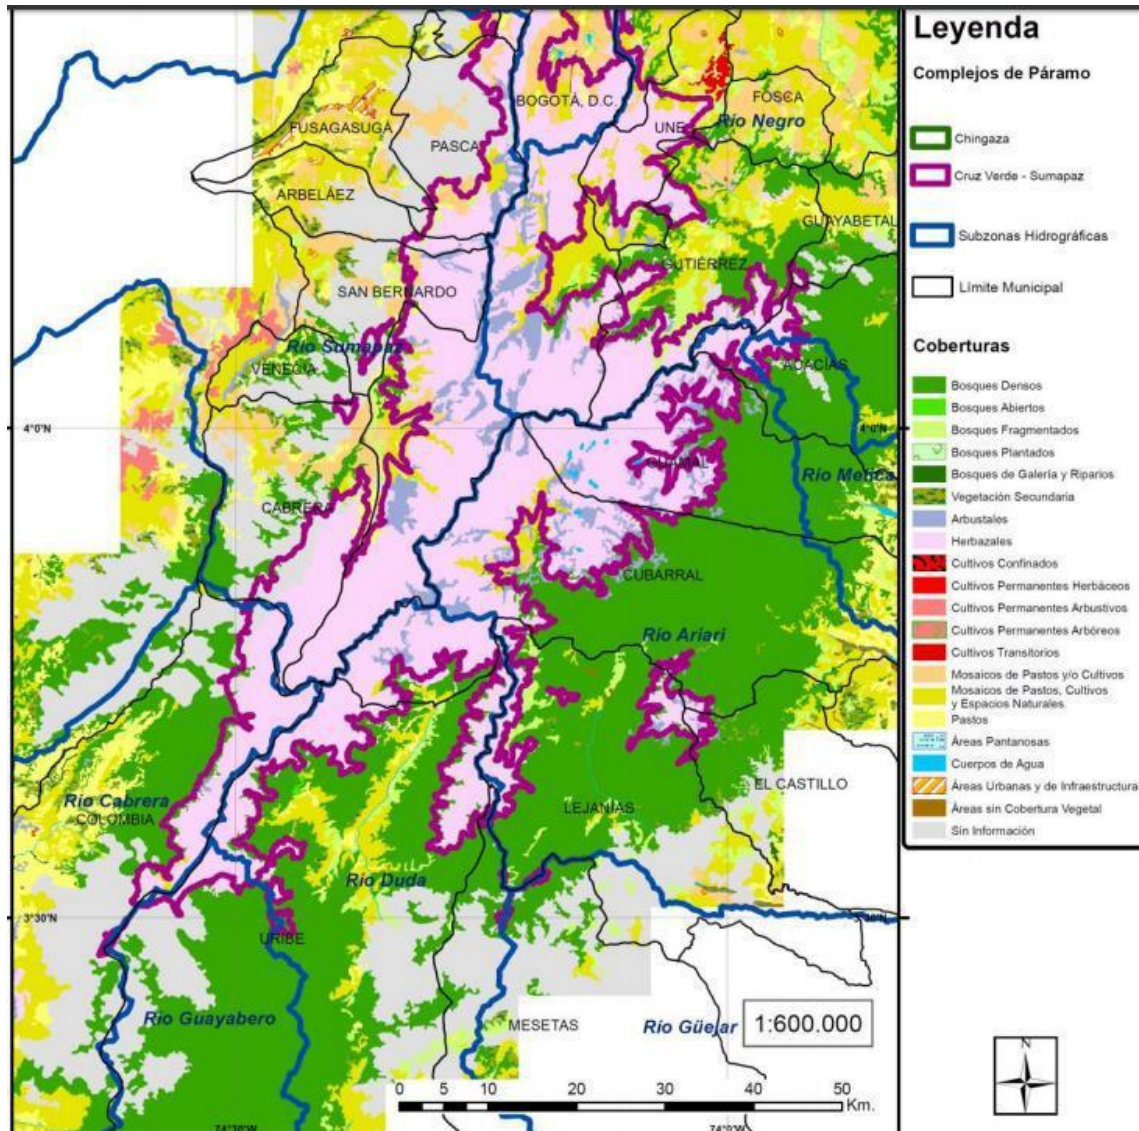 Leyenda
Complejos de Páramo
Chingaza
Cruz Verde - Sumapaz
Subzonas Hidrográficas
Límite Municipal
Coberturas
Bosques Densos
Bosques Abiertos
Bosques Fragmentados
Bosques Plantados
Bosques de Galería y Riparios
Vegetación Secundaria
Arbustales
Herbazales
Cultivos Confinados
Cultivos Permanentes Herbáceos
Cultivos Permanentes Arbustivos
Cultivos Permanentes Arbóreos
Cultivos Transitorios
Mosaicos de Pastos y/o Cultivos
Mosaicos de Pastos, Cultivos
y Espacios Naturales
Pastos
Áreas Pantanosas
Cuerpos de Agua
Áreas Urbanas y de Infraestructura
Áreas sin Cobertura Vegetal
Sin Información
BOGOTÁ, D.C.
FOSCA
FUSAGASUGA
UNE
Río Negro
PASCA
ARBELÁEZ
GUAYABETAL
GUTIÉRREZ
SAN BERNARDO
Río Sumapaz
VENECIA
ACACÍAS
4°0'N
4°0'N
Río Metica
CABRERA
CUBARRAL
Río Ariari
EL CASTILLO
Río Cabrera
COLOMBIA
LEJANÍAS
Río Duda
3°30'N
URIBE
Río Guayabero
MESETAS
Río Güejar
1:600.000
N
0 5 10 20 30 40 50
Km.
74°30'W
74°0'W